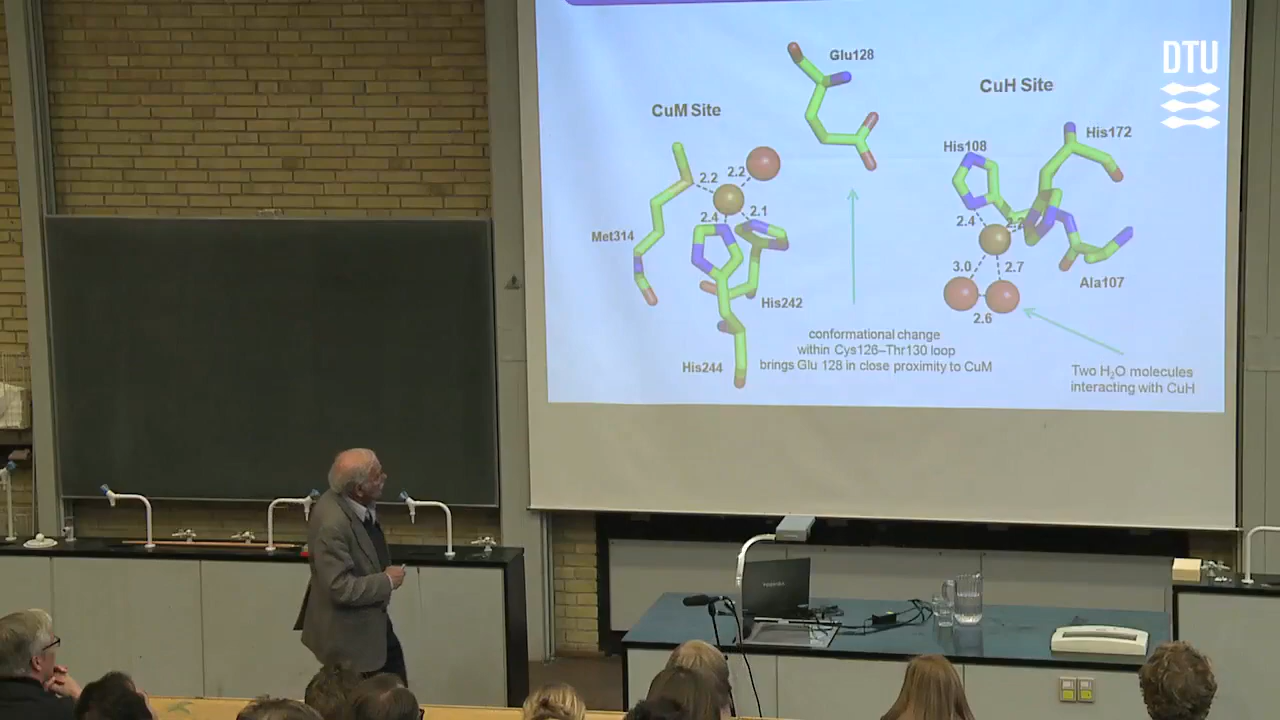 DTU
Glu128
CuH Site
CuM Site
His172
His108
2.2
2.2
2.4
2.1
2.4
Met314
3.0
2.7
Ala107
His242
2.6
conformational change
within Cys126–Thr130 loop
brings Glu 128 in close proximity to CuM
His244
Two H₂O molecules
interacting with CuH
TOSHIBA